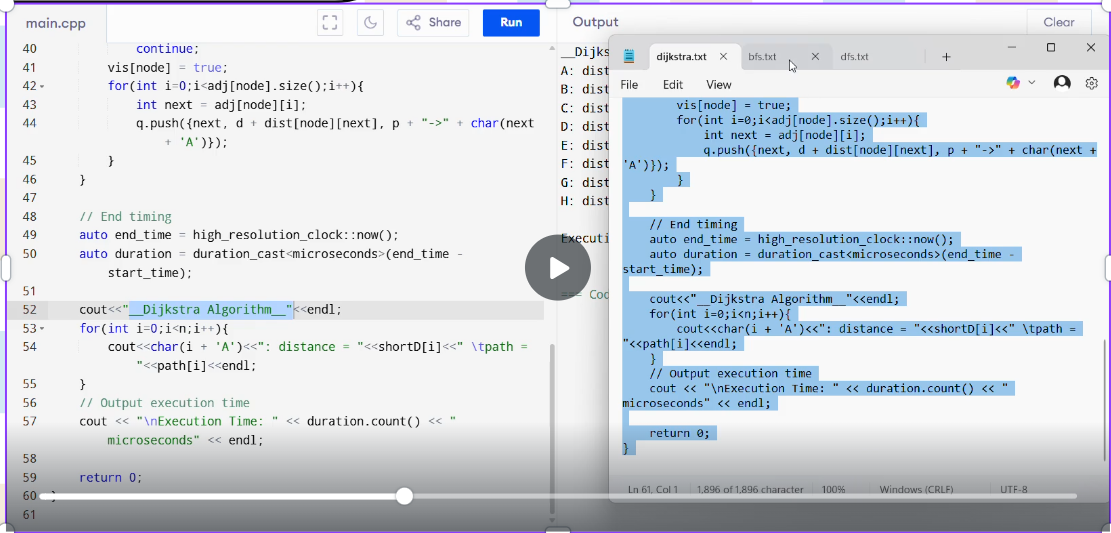 main.cpp
Share
Run
Output
Clear
40 continue;
41 vis[node] = true;
42 for(int i=0;i<adj[node].size();i++){
43 int next = adj[node][i];
44 q.push({next, d + dist[node][next], p + "->" + char(next
+ 'A')});
45 }
46 }
47
48 // End timing
49 auto end_time = high_resolution_clock::now();
50 auto duration = duration_cast<microseconds>(end_time -
start_time);
51
52 cout<<"__Dijkstra Algorithm__"<<endl;
53 for(int i=0;i<n;i++){
54 cout<<char(i + 'A')<<": distance = "<<shortD[i]<<" \tpath =
"<<path[i]<<endl;
55 }
56 // Output execution time
57 cout << "\nExecution Time: " << duration.count() << "
microseconds" << endl;
58
59 return 0;
60 }
61
__Dijks
A: dist
B: dist
C: dist
D: dist
E: dist
F: dist
G: dist
H: dist
Executi
=== Cod
dijkstra.txt
bfs.txt
dfs.txt
File Edit View
vis[node] = true;
for(int i=0;i<adj[node].size();i++){
int next = adj[node][i];
q.push({next, d + dist[node][next], p + "->" + char(next +
'A')});
}
}
// End timing
auto end_time = high_resolution_clock::now();
auto duration = duration_cast<microseconds>(end_time -
start_time);
cout<<"__Dijkstra Algorithm__"<<endl;
for(int i=0;i<n;i++){
cout<<char(i + 'A')<<": distance = "<<shortD[i]<<" \tpath =
"<<path[i]<<endl;
}
// Output execution time
cout << "\nExecution Time: " << duration.count() << "
microseconds" << endl;
return 0;
}
Ln 61, Col 1 1,896 of 1,896 character 100% Windows (CRLF) UTF-8